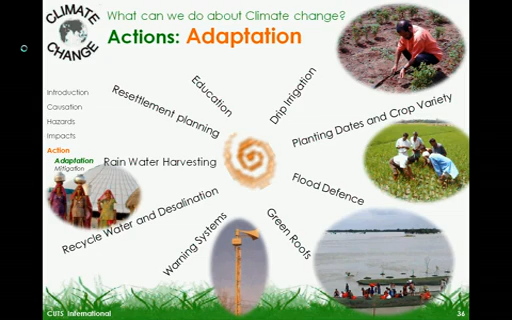 CLIMATE
CHANGE
What can we do about Climate change?
Actions: Adaptation
Introduction
Causation
Hazards
Impacts
Action
Adaptation
Mitigation
Education
Drip Irrigation
Resettlement planning
Planting Dates and Crop Variety
Rain Water Harvesting
Flood Defence
Recycle Water and Desalination
Warning Systems
Green Roofs
CUTS International
36